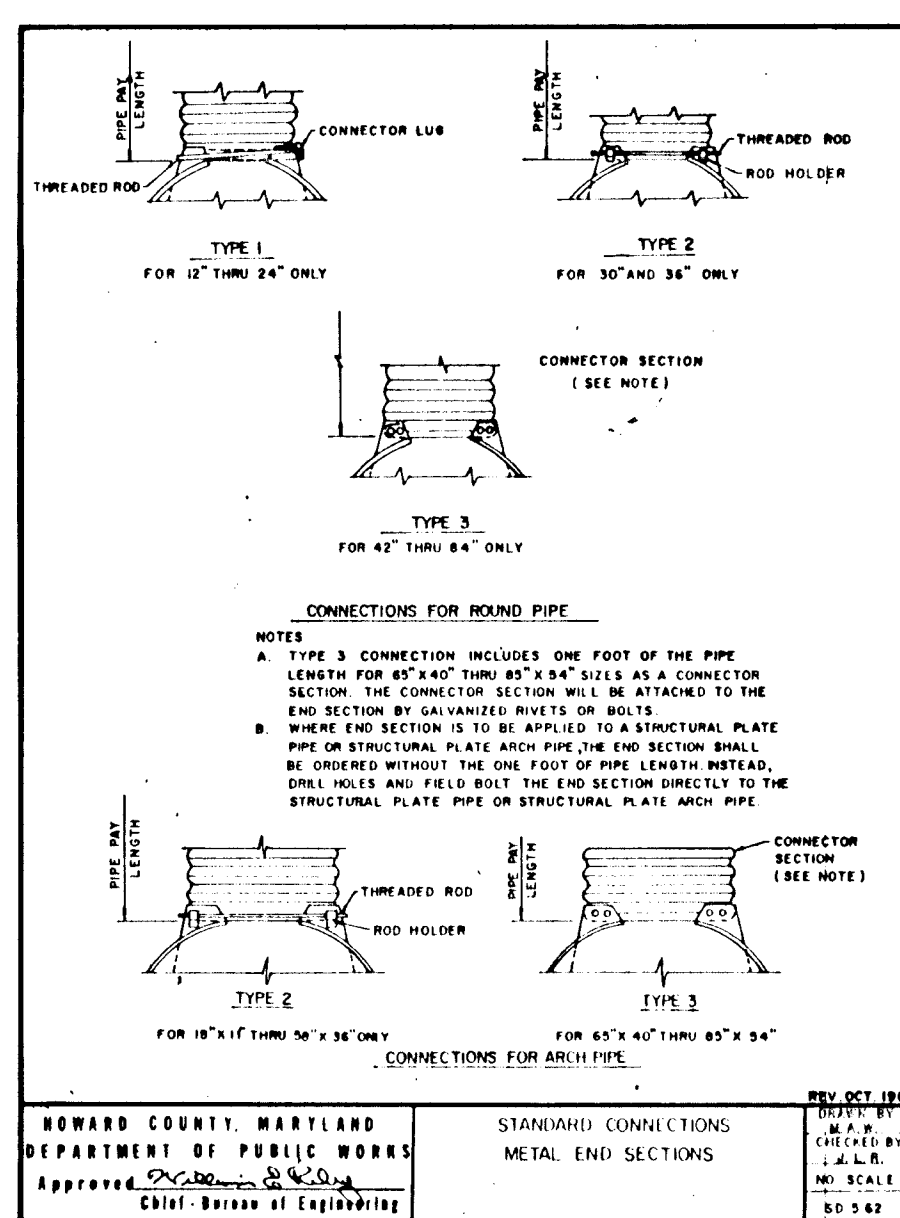 PIPE PAY
LENGTH
CONNECTOR LUG
THREADED ROD
TYPE 1
FOR 12" THRU 24" ONLY
PIPE PAY
LENGTH
THREADED ROD
ROD HOLDER
TYPE 2
FOR 30" AND 36" ONLY
CONNECTOR SECTION
( SEE NOTE )
TYPE 3
FOR 42" THRU 84" ONLY
CONNECTIONS FOR ROUND PIPE
NOTES
A. TYPE 3 CONNECTION INCLUDES ONE FOOT OF THE PIPE
LENGTH FOR 65" X 40" THRU 85" X 54" SIZES AS A CONNECTOR
SECTION. THE CONNECTOR SECTION WILL BE ATTACHED TO THE
END SECTION BY GALVANIZED RIVETS OR BOLTS.
B. WHERE END SECTION IS TO BE APPLIED TO A STRUCTURAL PLATE
PIPE OR STRUCTURAL PLATE ARCH PIPE, THE END SECTION SHALL
BE ORDERED WITHOUT THE ONE FOOT OF PIPE LENGTH. INSTEAD,
DRILL HOLES AND FIELD BOLT THE END SECTION DIRECTLY TO THE
STRUCTURAL PLATE PIPE OR STRUCTURAL PLATE ARCH PIPE.
PIPE PAY
LENGTH
THREADED ROD
ROD HOLDER
TYPE 2
FOR 18" X 11" THRU 58" X 36" ONLY
PIPE PAY
LENGTH
CONNECTOR
SECTION
( SEE NOTE )
TYPE 3
FOR 65" X 40" THRU 85" X 54"
CONNECTIONS FOR ARCH PIPE
REV. OCT.
HOWARD COUNTY, MARYLAND
DEPARTMENT OF PUBLIC WORKS
Approved William E Riley
Chief - Bureau of Engineering
STANDARD CONNECTIONS
METAL END SECTIONS
DRAWN BY
M. A. W.
CHECKED BY
J. L. R.
NO SCALE
SD 5.62